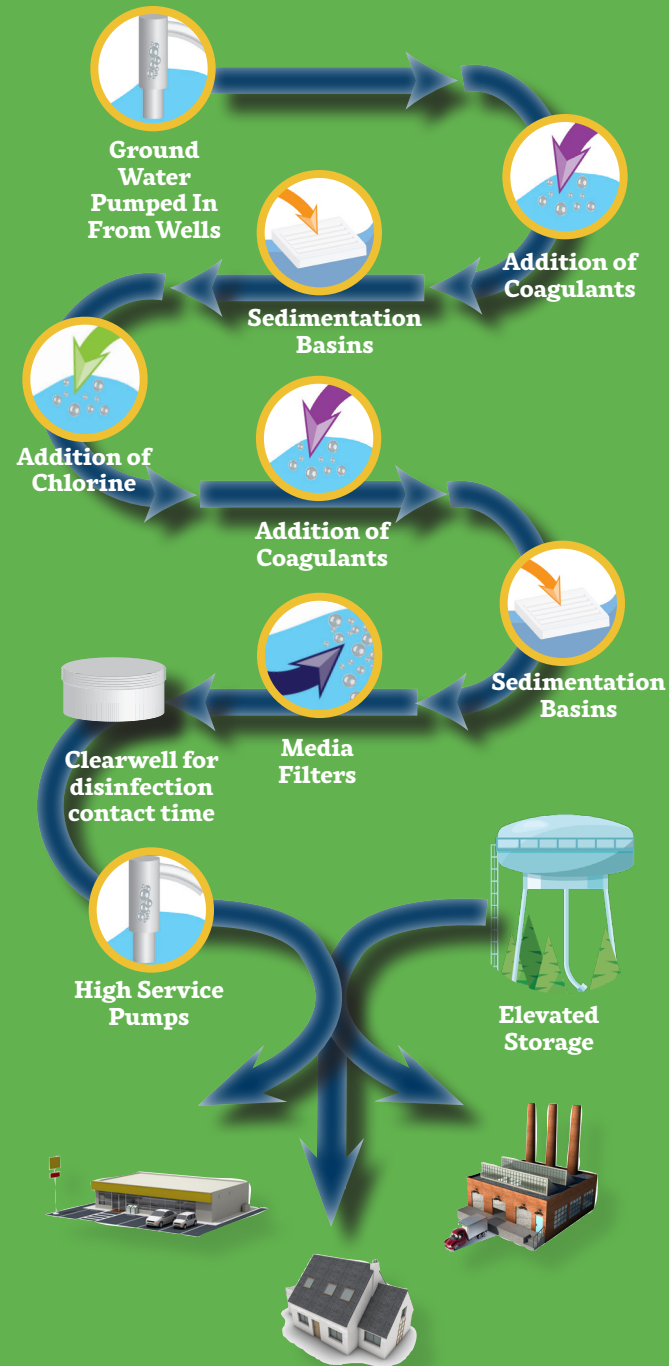 Ground
Water
Pumped In
From Wells
Addition of
Coagulants
Sedimentation
Basins
Addition of
Chlorine
Addition of
Coagulants
Sedimentation
Basins
Media
Filters
Clearwell for
disinfection
contact time
High Service
Pumps
Elevated
Storage